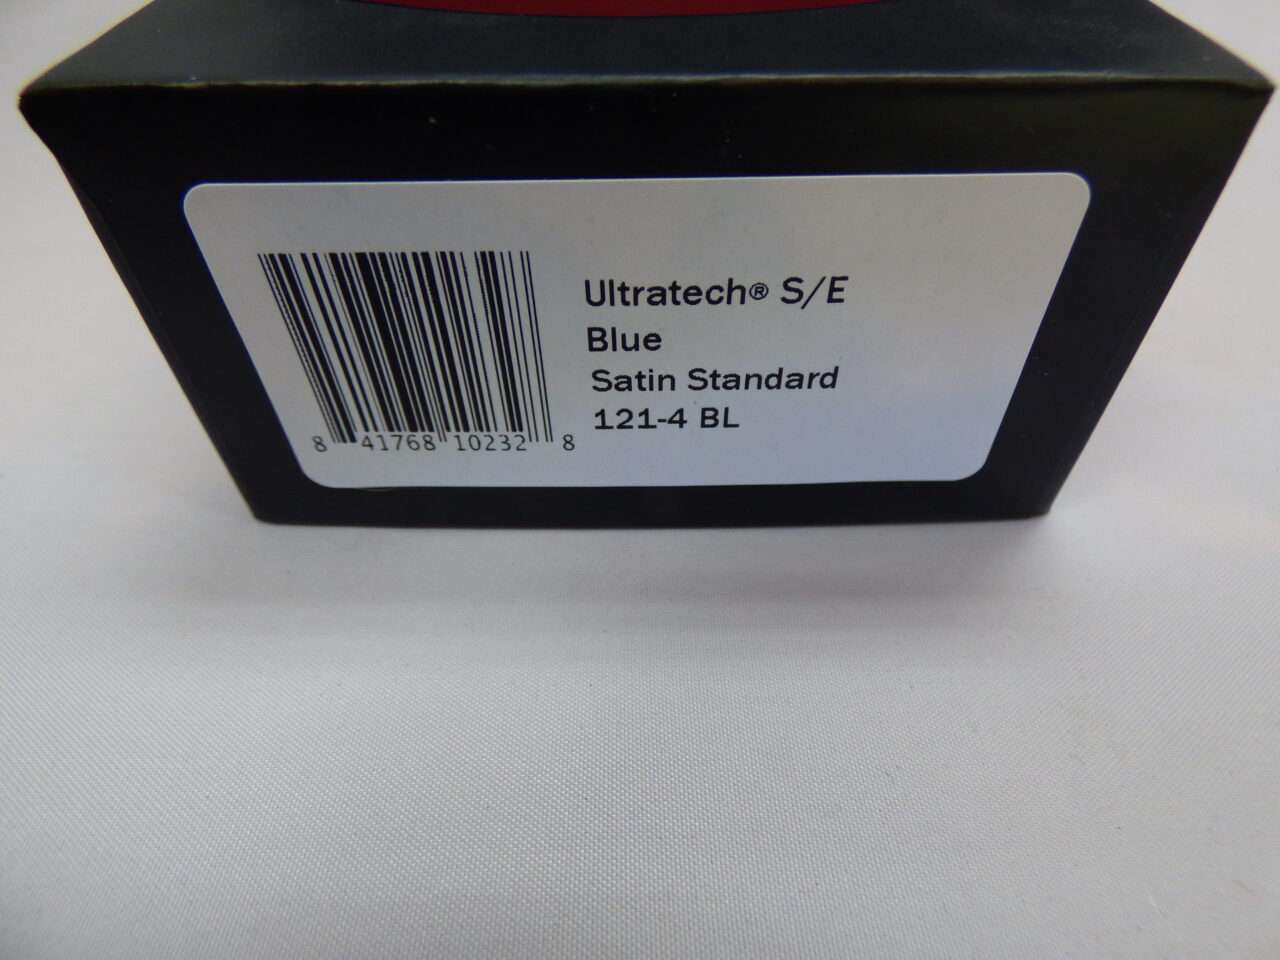 Ultratech® S/E
Blue
Satin Standard
121-4 BL
8 41768 10232 8